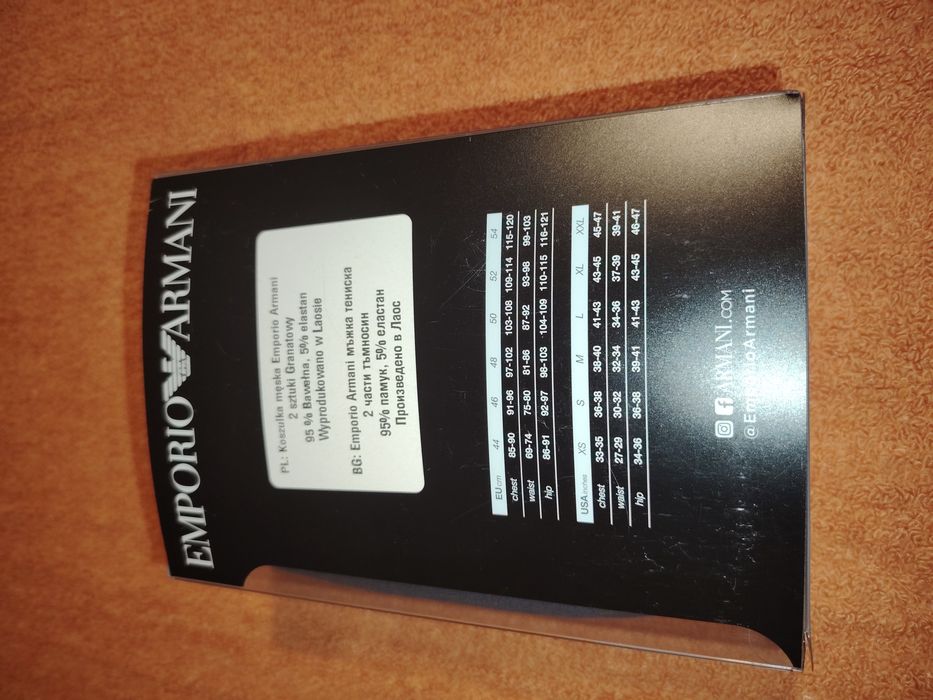 EMPORIO ARMANI
PL: Koszulka męska Emporio Armani
2 sztuki Granatowy
95 % Bawełna, 5% elastan
Wyprodukowano w Laosie
BG: Emporio Armani мъжка тениска
2 части тъмносин
95% памук, 5% еластан
Произведено в Лаос
EU cm 44 46 48 50 52 54
chest 85-90 91-96 97-102 103-108 109-114 115-120
waist 69-74 75-80 81-86 87-92 93-98 99-103
hip 86-91 92-97 98-103 104-109 110-115 116-121
USA inches XS S M L XL XXL
chest 33-35 36-38 38-40 41-43 43-45 45-47
waist 27-29 30-32 32-34 34-36 37-39 39-41
hip 34-36 36-38 39-41 41-43 43-45 46-47
ARMANI.COM
@EmporioArmani